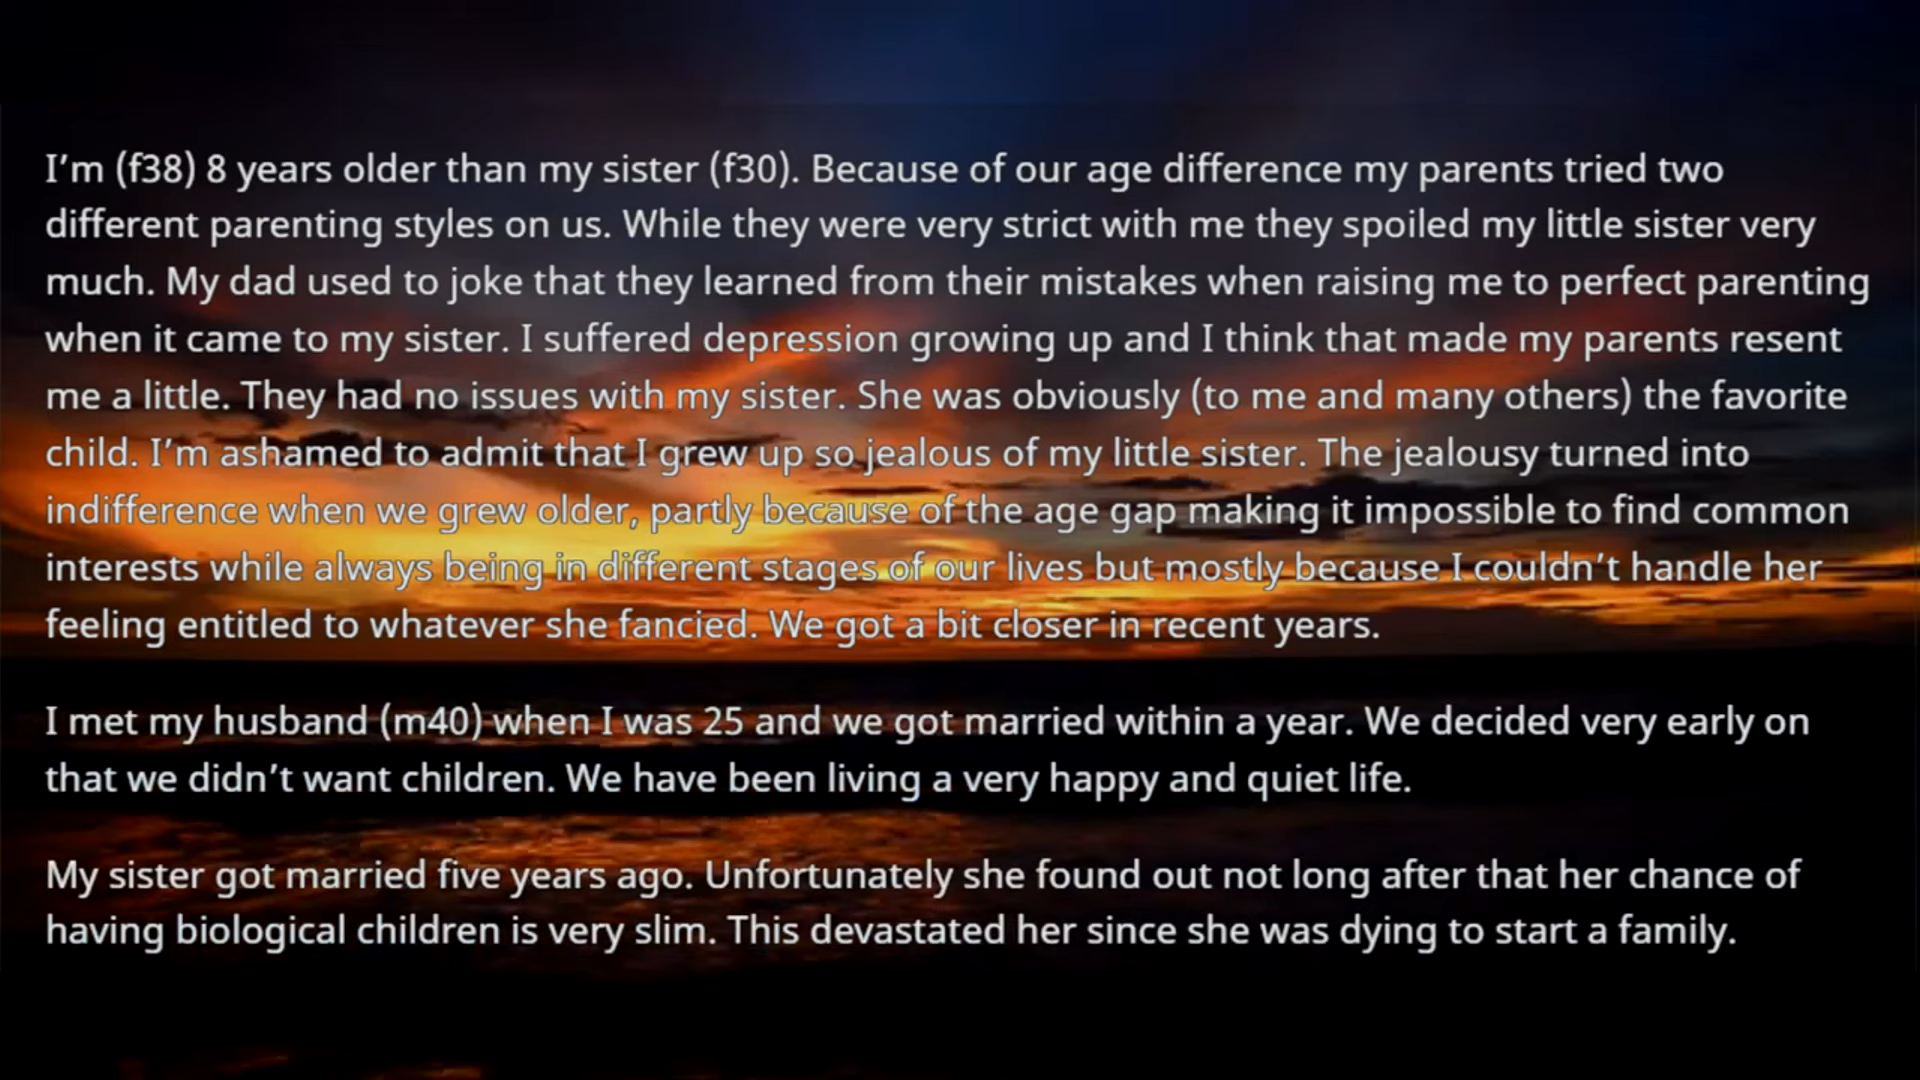 I’m (f38) 8 years older than my sister (f30). Because of our age difference my parents tried two
different parenting styles on us. While they were very strict with me they spoiled my little sister very
much. My dad used to joke that they learned from their mistakes when raising me to perfect parenting
when it came to my sister. I suffered depression growing up and I think that made my parents resent
me a little. They had no issues with my sister. She was obviously (to me and many others) the favorite
child. I’m ashamed to admit that I grew up so jealous of my little sister. The jealousy turned into
indifference when we grew older, partly because of the age gap making it impossible to find common
interests while always being in different stages of our lives but mostly because I couldn’t handle her
feeling entitled to whatever she fancied. We got a bit closer in recent years.
I met my husband (m40) when I was 25 and we got married within a year. We decided very early on
that we didn’t want children. We have been living a very happy and quiet life.
My sister got married five years ago. Unfortunately she found out not long after that her chance of
having biological children is very slim. This devastated her since she was dying to start a family.